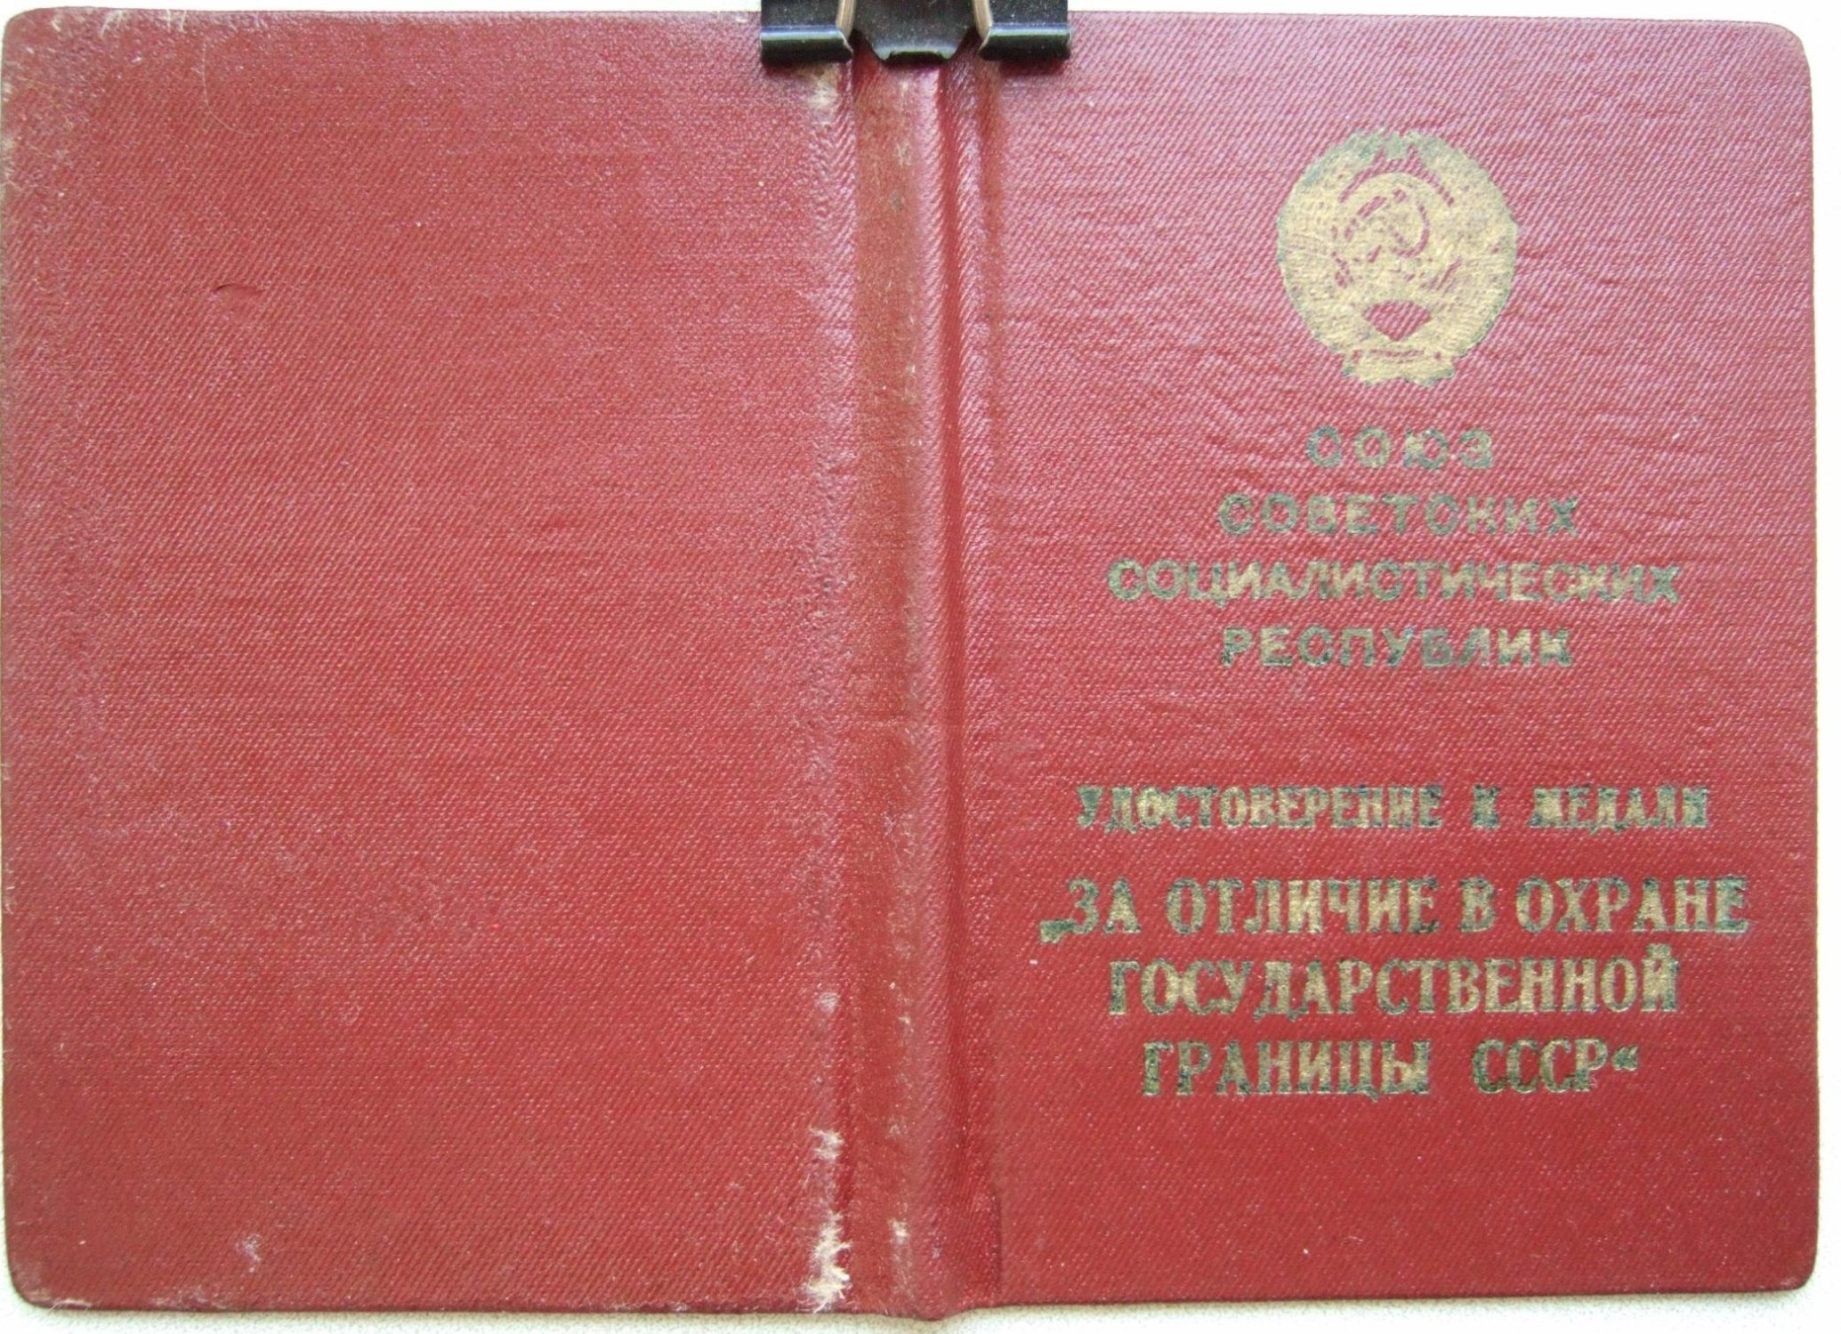 СОЮЗ
СОВЕТСКИХ
СОЦИАЛИСТИЧЕСКИХ
РЕСПУБЛИК
УДОСТОВЕРЕНИЕ К МЕДАЛИ
„ЗА ОТЛИЧИЕ В ОХРАНЕ
ГОСУДАРСТВЕННОЙ
ГРАНИЦЫ СССР“